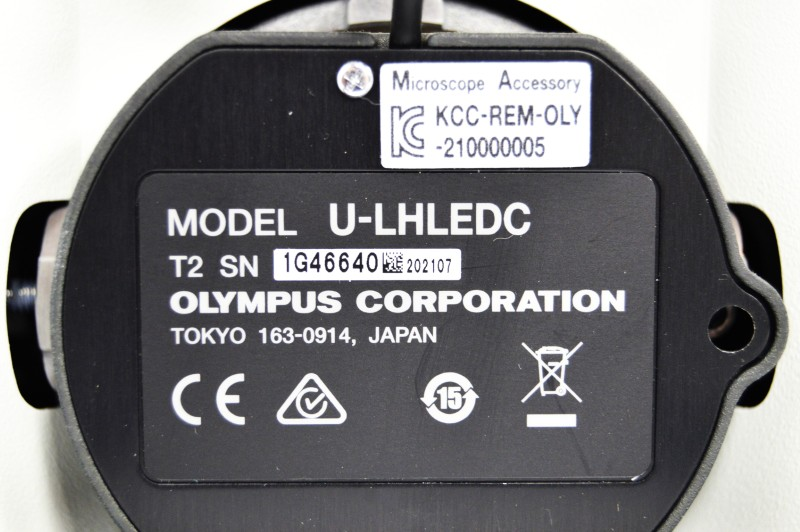 Microscope Accessory
KCC-REM-OLY
-210000005
MODEL U-LHLEDC
T2 SN 1G46640 202107
OLYMPUS CORPORATION
TOKYO 163-0914, JAPAN
CE 15